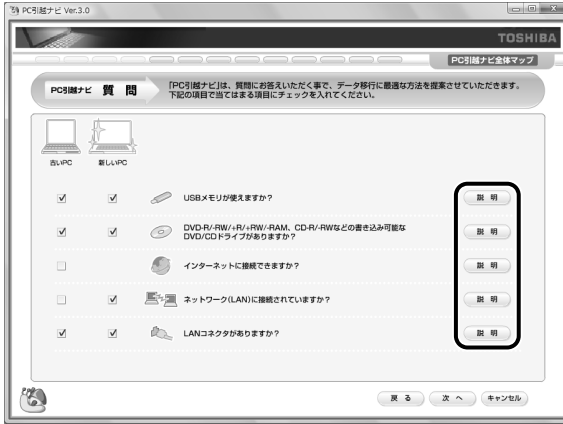 PC引越ナビ Ver.3.0
TOSHIBA
PC引越ナビ全体マップ
PC引越ナビ 質 問
「PC引越ナビ」は、質問にお答えいただく事で、データ移行に最適な方法を提案させていただきます。
下記の項目で当てはまる項目にチェックを入れてください。
古いPC 新しいPC
USBメモリが使えますか? 説 明
DVD-R/-RW/+R/+RW/-RAM、CD-R/-RWなどの書き込み可能な
DVD/CDドライブがありますか? 説 明
インターネットに接続できますか? 説 明
ネットワーク(LAN)に接続されていますか? 説 明
LANコネクタがありますか? 説 明
戻 る 次 へ キャンセル